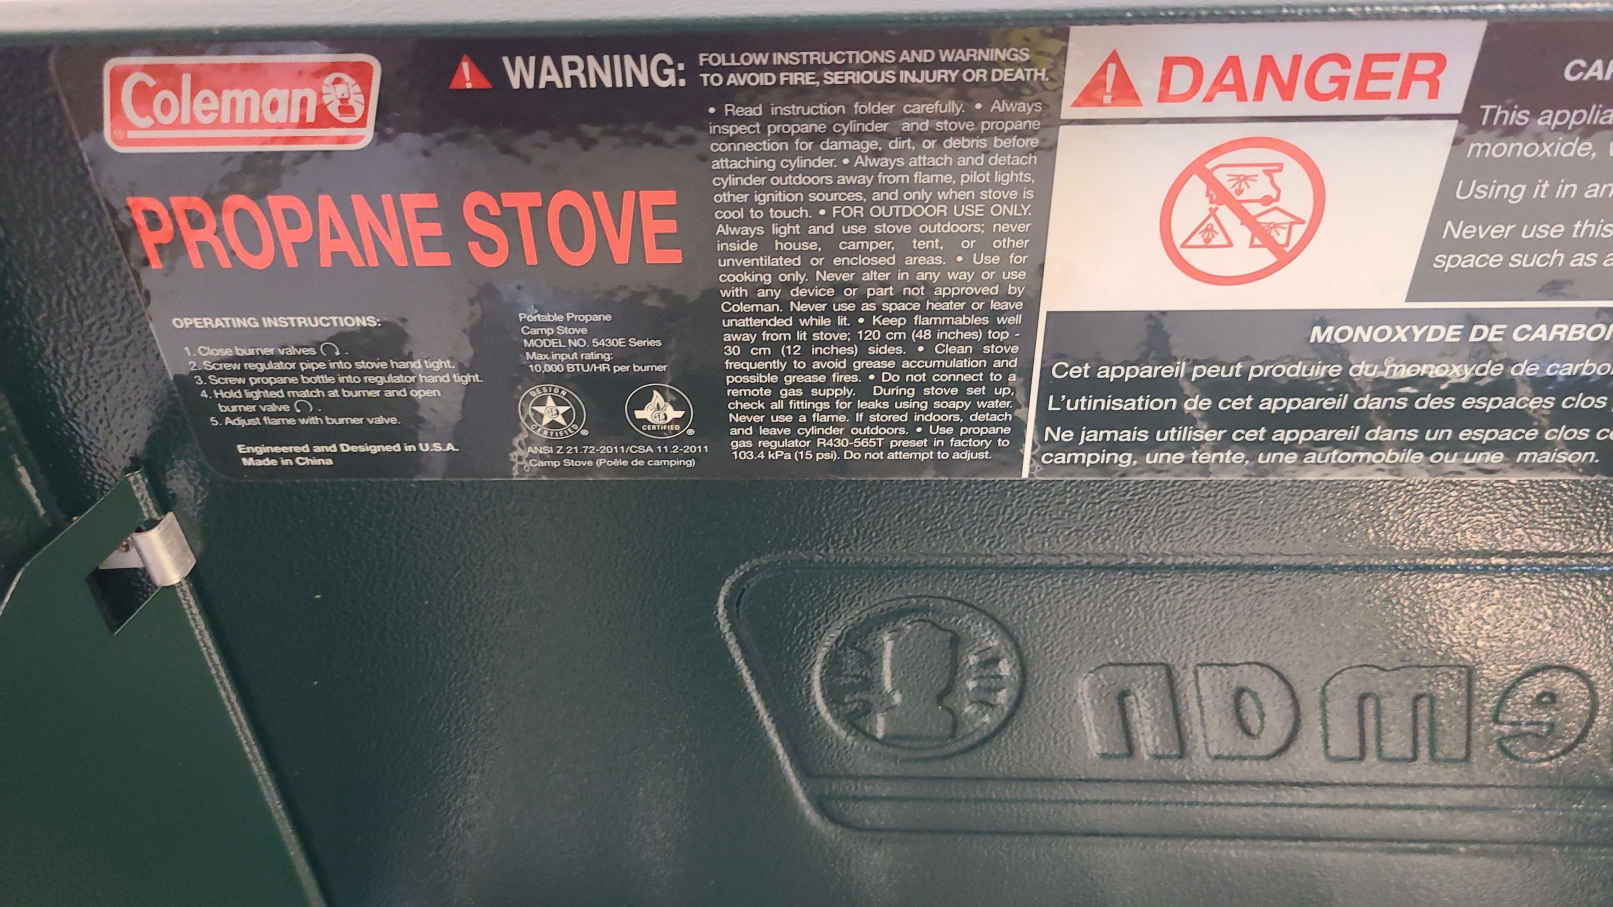 Coleman
PROPANE STOVE
OPERATING INSTRUCTIONS:
1. Close burner valves .
2. Screw regulator pipe into stove hand tight.
3. Screw propane bottle into regulator hand tight.
4. Hold lighted match at burner and open
burner valve .
5. Adjust flame with burner valve.
Engineered and Designed in U.S.A.
Made in China
Portable Propane
Camp Stove
MODEL NO. 5430E Series
Max input rating:
10,000 BTU/HR per burner
DESIGN
CERTIFIED
®
CERTIFIED
®
ANSI Z 21.72-2011/CSA 11.2-2011
Camp Stove (Poêle de camping)
WARNING:
FOLLOW INSTRUCTIONS AND WARNINGS
TO AVOID FIRE, SERIOUS INJURY OR DEATH.
• Read instruction folder carefully. • Always
inspect propane cylinder and stove propane
connection for damage, dirt, or debris before
attaching cylinder. • Always attach and detach
cylinder outdoors away from flame, pilot lights,
other ignition sources, and only when stove is
cool to touch. • FOR OUTDOOR USE ONLY.
Always light and use stove outdoors; never
inside house, camper, tent, or other
unventilated or enclosed areas. • Use for
cooking only. Never alter in any way or use
with any device or part not approved by
Coleman. Never use as space heater or leave
unattended while lit. • Keep flammables well
away from lit stove; 120 cm (48 inches) top -
30 cm (12 inches) sides. • Clean stove
frequently to avoid grease accumulation and
possible grease fires. • Do not connect to a
remote gas supply. During stove set up,
check all fittings for leaks using soapy water.
Never use a flame. If stored indoors, detach
and leave cylinder outdoors. • Use propane
gas regulator R430-565T preset in factory to
103.4 kPa (15 psi). Do not attempt to adjust.
DANGER
This
monoxide,
Using it in
Never use this
space such as a
MONOXYDE DE
Cet appareil peut produire du monoxyde de
L'utinisation de cet appareil dans des espaces clos
Ne jamais utiliser cet appareil dans un espace clos
camping, une tente, une automobile ou une maison.